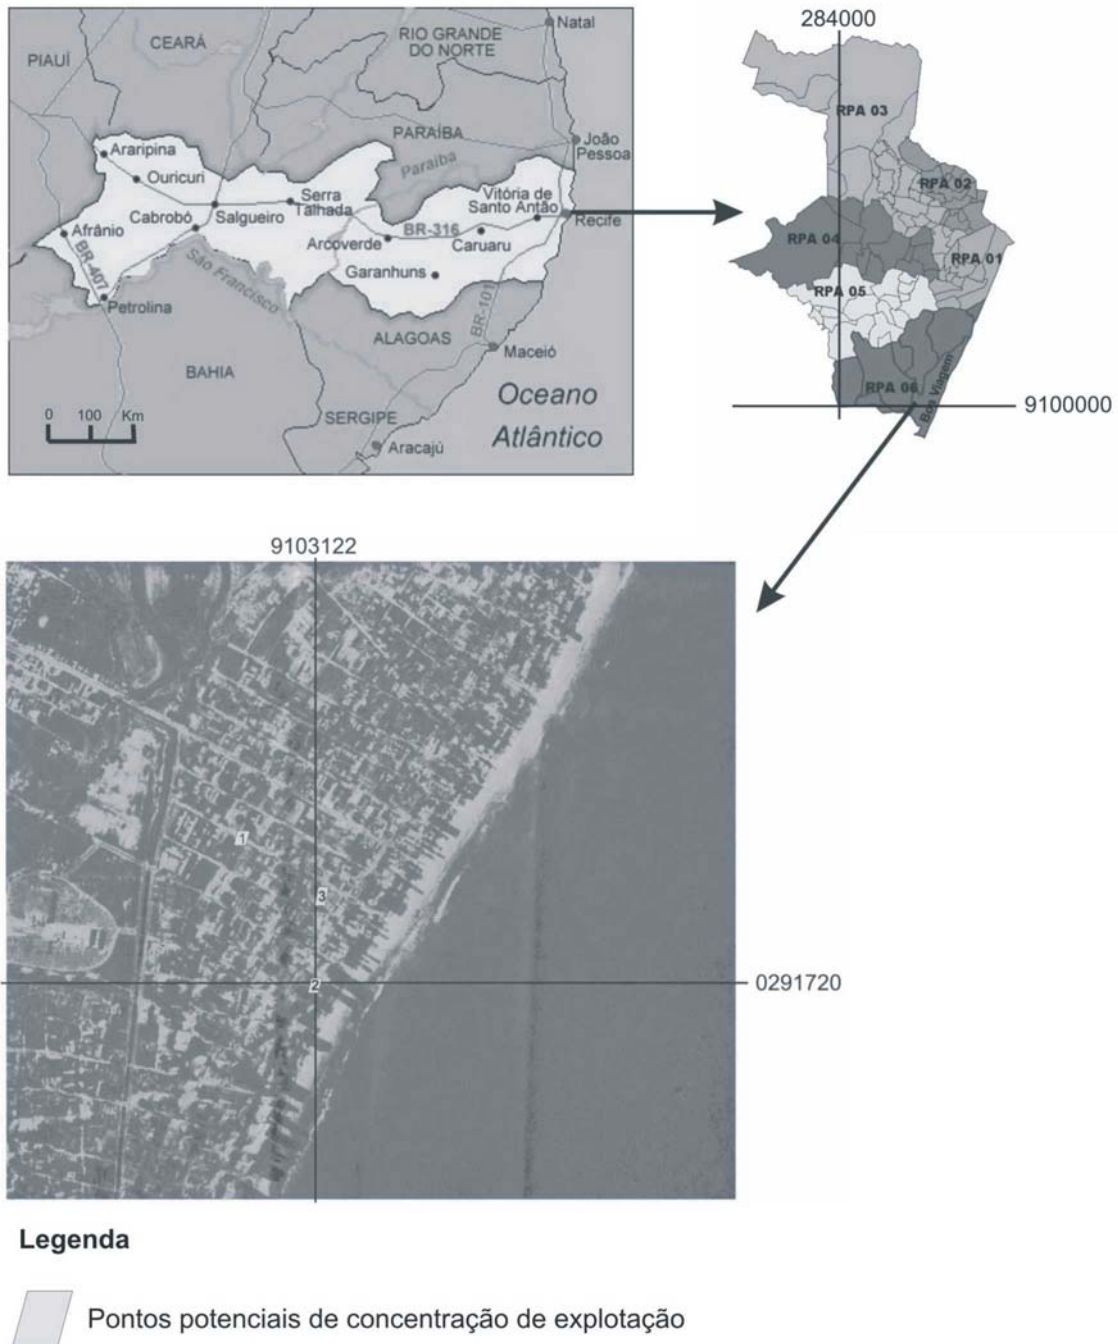 Natal
CEARÁ
RIO GRANDE
DO NORTE
PIAUÍ
PARAÍBA
João
Pessoa
Paraíba
Araripina
Ouricuri
Serra
Talhada
Vitória de
Santo Antão
Recife
Cabrobó
Salgueiro
BR-316
Afrânio
Arcoverde
Caruaru
BR-407
São Francisco
Garanhuns
Petrolina
BR-101
ALAGOAS
Maceió
BAHIA
Oceano
Atlântico
0 100 Km
SERGIPE
Aracajú
284000
RPA 03
RPA 02
RPA 04
RPA 01
RPA 05
RPA 06
Boa Viagem
9100000
9103122
1
3
2
0291720
Legenda
Pontos potenciais de concentração de explotação